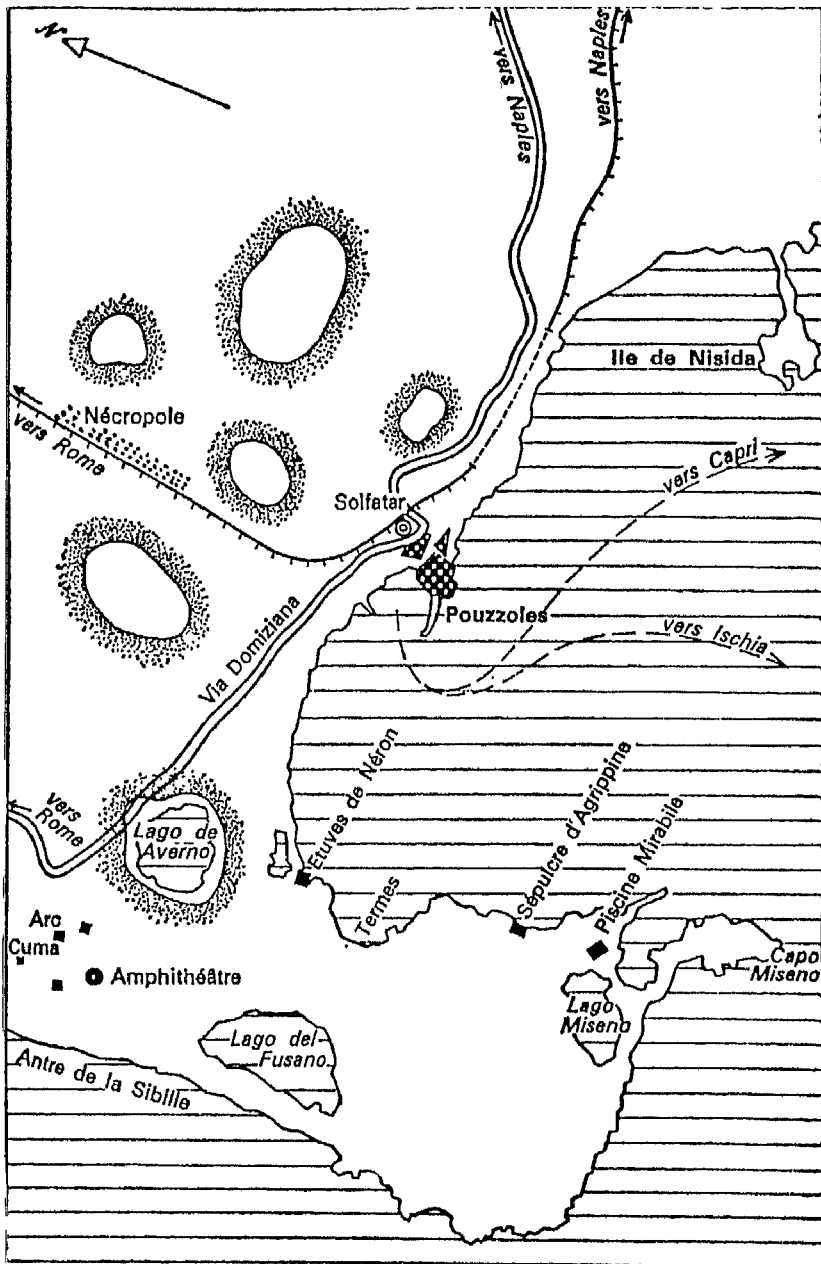 N
vers Naples
vers Naples
Ile de Nisida
Nécropole
vers Rome
vers Capri
Solfatar
Pouzzoles
vers Ischia
Via Domiziana
vers
Rome
Lago de
Averno
Etuves de Néron
Termes
Sépulcre d'Agrippine
Piscine Mirabile
Arc
Cuma
Amphithéâtre
Capo
Miseno
Lago
Miseno
Lago del
Fusano
Antre de la Sibille